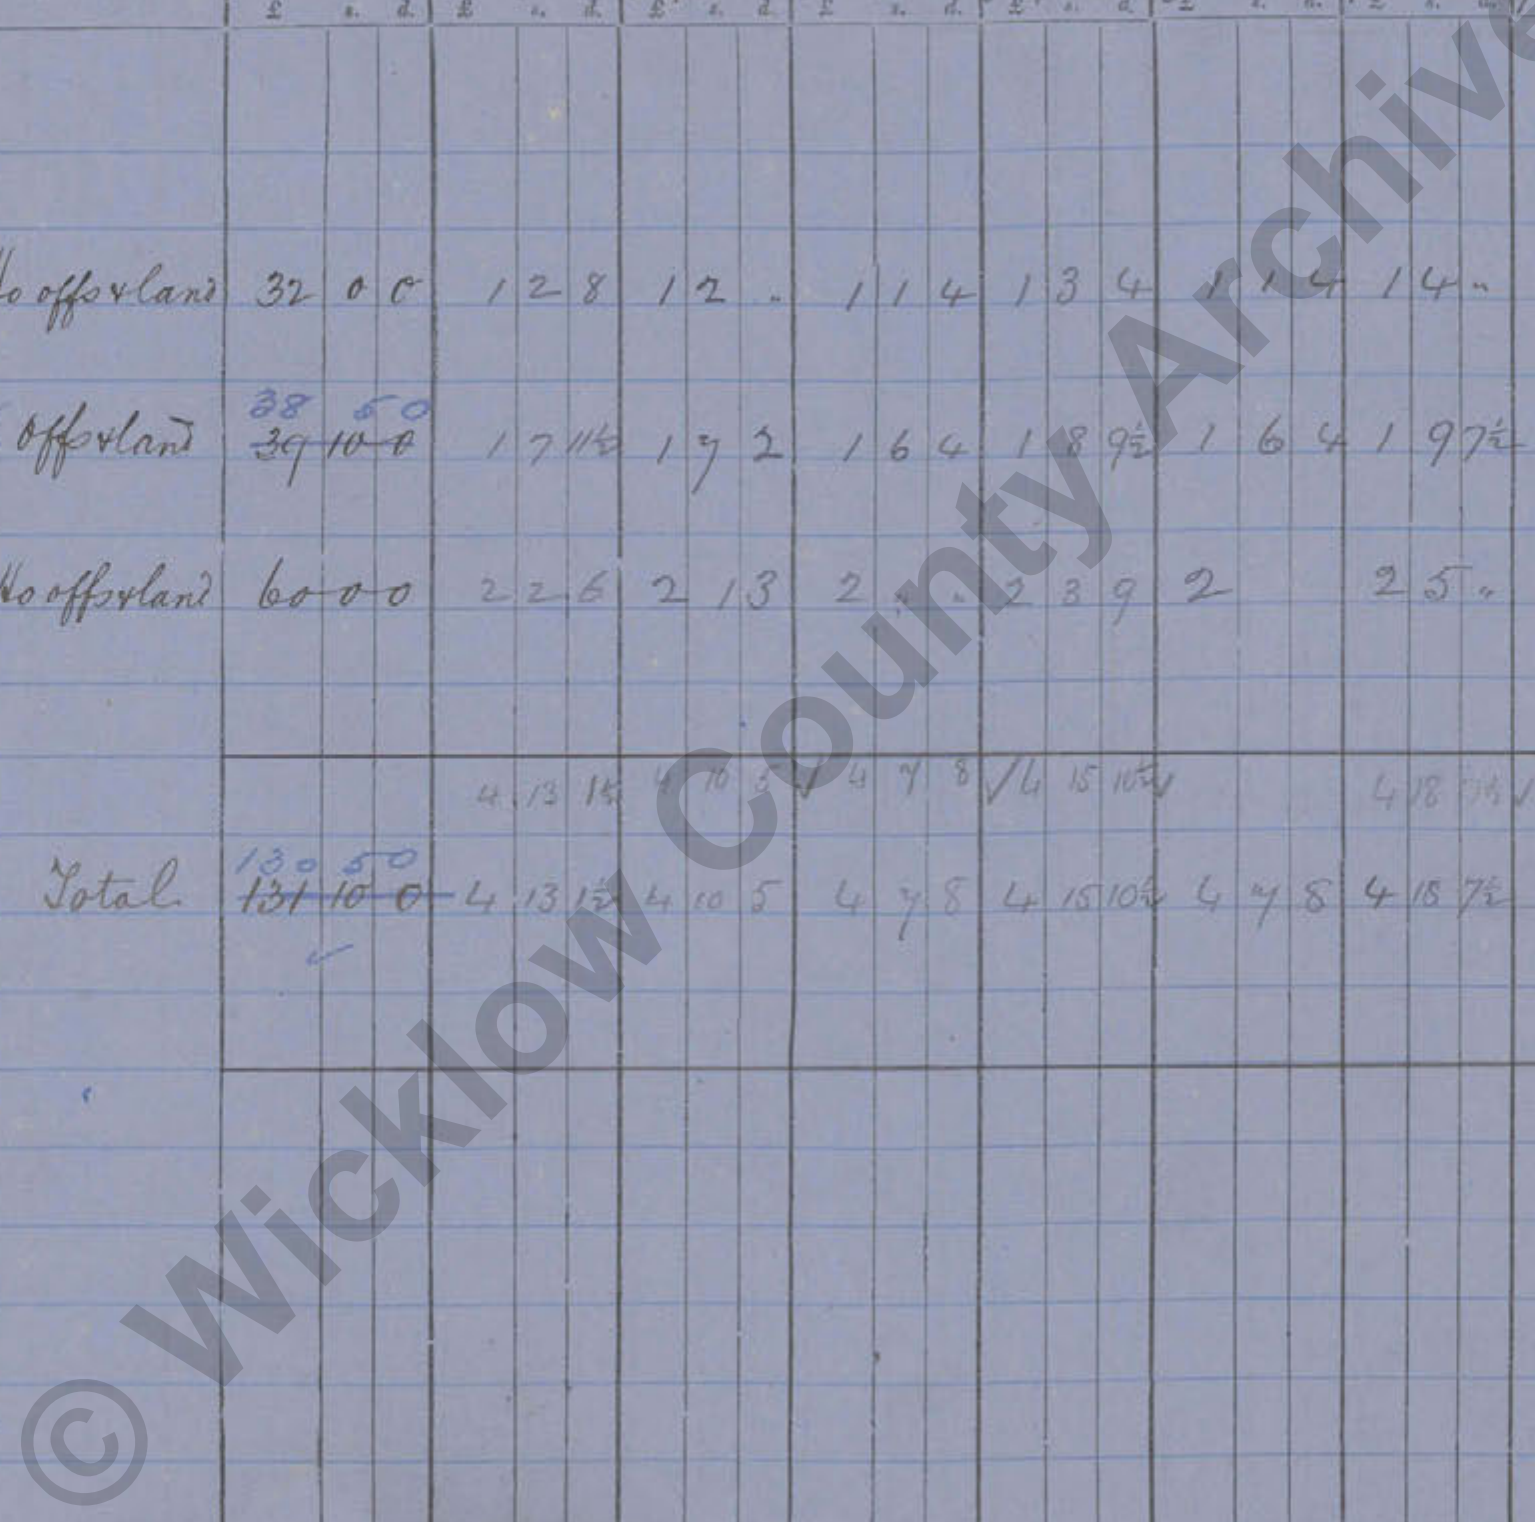 £ s. d. £ s. d. £ s. d. £ s. d. £ s. d. £ s. d. £ s. d.
Ho offs & land 32 0 0 1 2 8 1 2 „ 1 1 4 1 3 4 1 1 4 1 4 „
38 5 0
Offs & land 39 10 0 1 7 11½ 1 7 2 1 6 4 1 8 9½ 1 6 4 1 9 7½
Ho offs & land 60 0 0 2 2 6 2 1 3 2 „ „ 2 3 9 2 2 5 „
4 13 1½ 4 10 5 √ 4 7 8 √ 4 15 10½ √ 4 18 7½ √
130 5 0
Total 131 10 0 4 13 1½ 4 10 5 4 7 8 4 15 10½ 4 7 8 4 18 7½
✓
© Wicklow County Archive